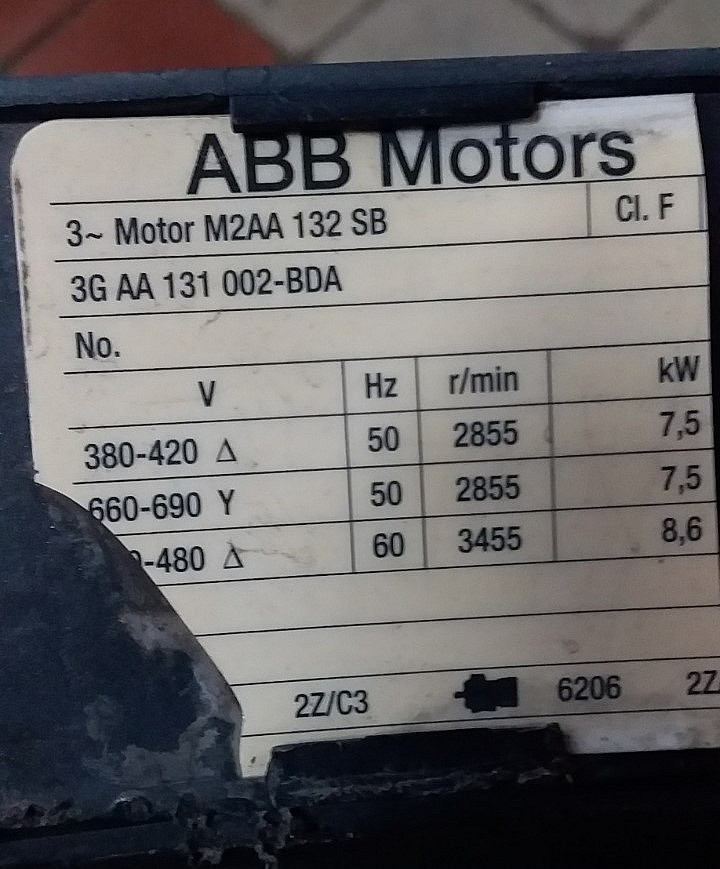 ABB Motors
3~ Motor M2AA 132 SB Cl. F
3G AA 131 002-BDA
No.
V Hz r/min kW
380-420 Δ 50 2855 7,5
660-690 Y 50 2855 7,5
-480 Δ 60 3455 8,6
2Z/C3 6206 2Z